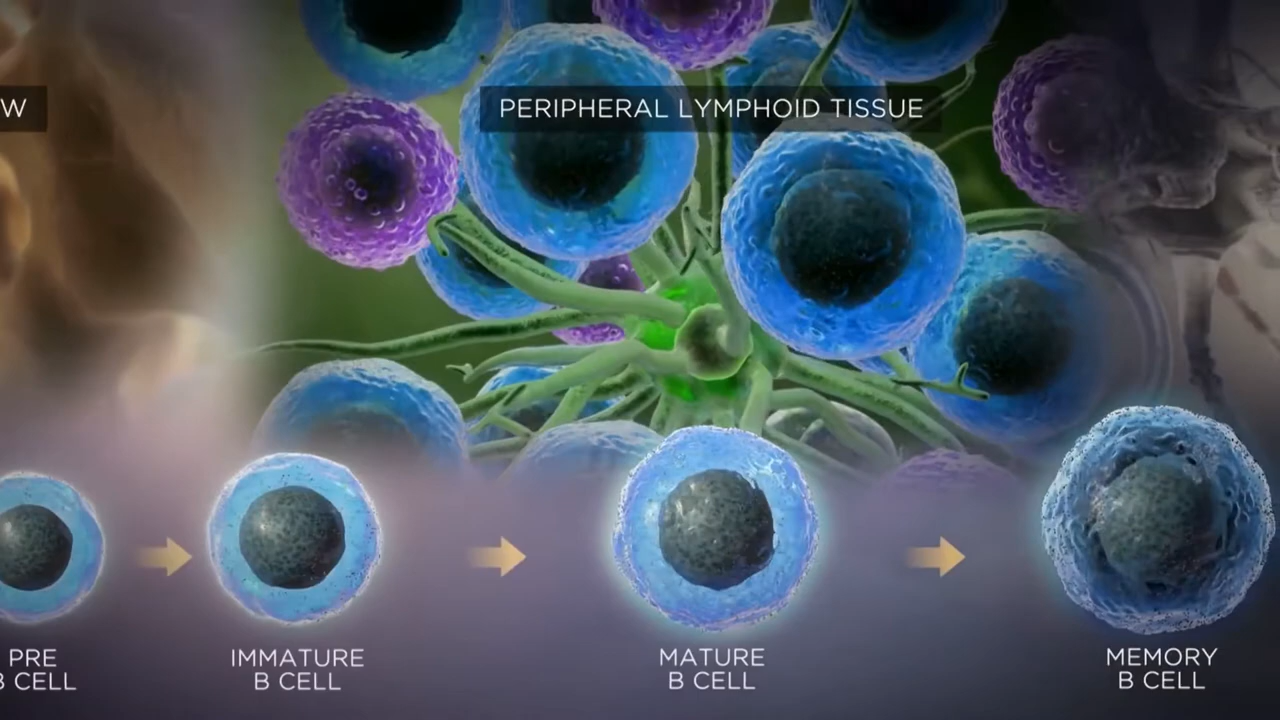 W
PERIPHERAL LYMPHOID TISSUE
PRE
B CELL
IMMATURE
B CELL
MATURE
B CELL
MEMORY
B CELL